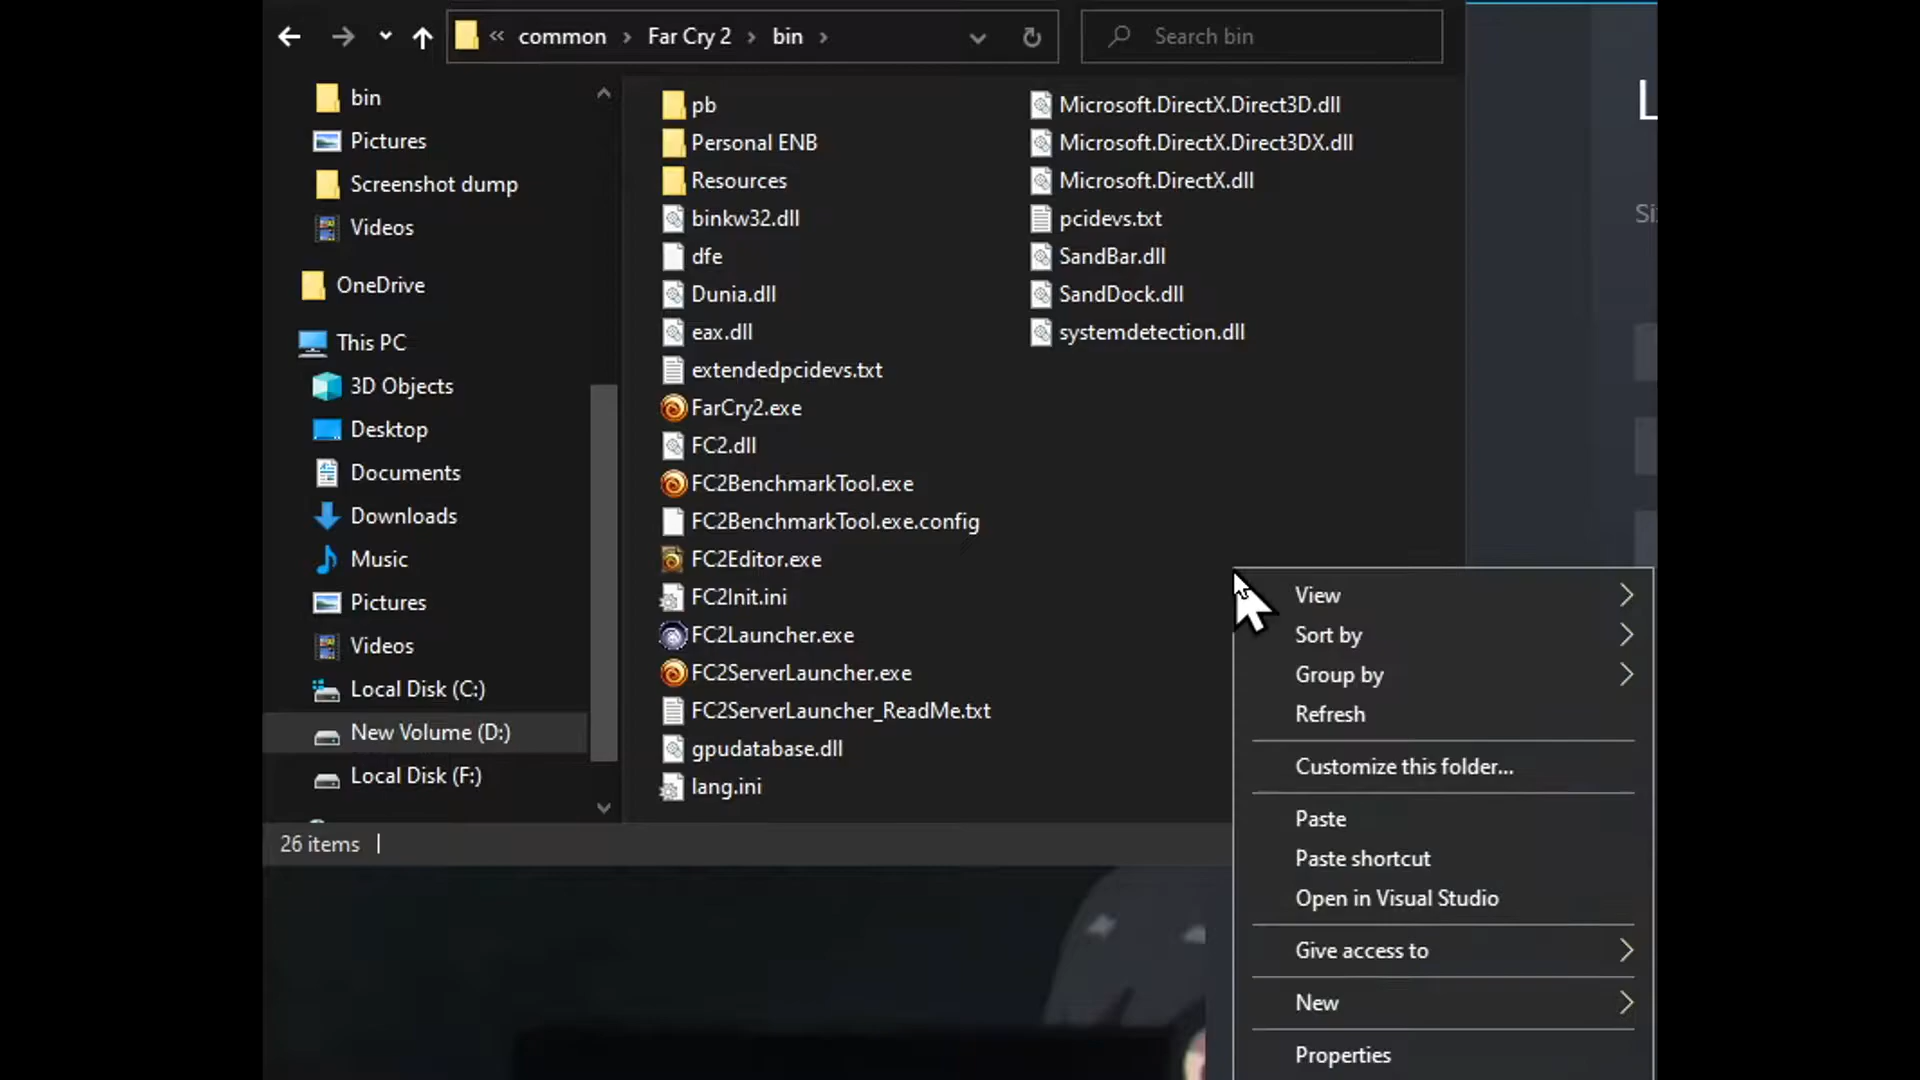 « common › Far Cry 2 › bin ›
Search bin
bin
Pictures
Screenshot dump
Videos
OneDrive
This PC
3D Objects
Desktop
Documents
Downloads
Music
Pictures
Videos
Local Disk (C:)
New Volume (D:)
Local Disk (F:)
pb
Personal ENB
Resources
binkw32.dll
dfe
Dunia.dll
eax.dll
extendedpcidevs.txt
FarCry2.exe
FC2.dll
FC2BenchmarkTool.exe
FC2BenchmarkTool.exe.config
FC2Editor.exe
FC2Init.ini
FC2Launcher.exe
FC2ServerLauncher.exe
FC2ServerLauncher_ReadMe.txt
gpudatabase.dll
lang.ini
Microsoft.DirectX.Direct3D.dll
Microsoft.DirectX.Direct3DX.dll
Microsoft.DirectX.dll
pcidevs.txt
SandBar.dll
SandDock.dll
systemdetection.dll
26 items
View
Sort by
Group by
Refresh
Customize this folder...
Paste
Paste shortcut
Open in Visual Studio
Give access to
New
Properties